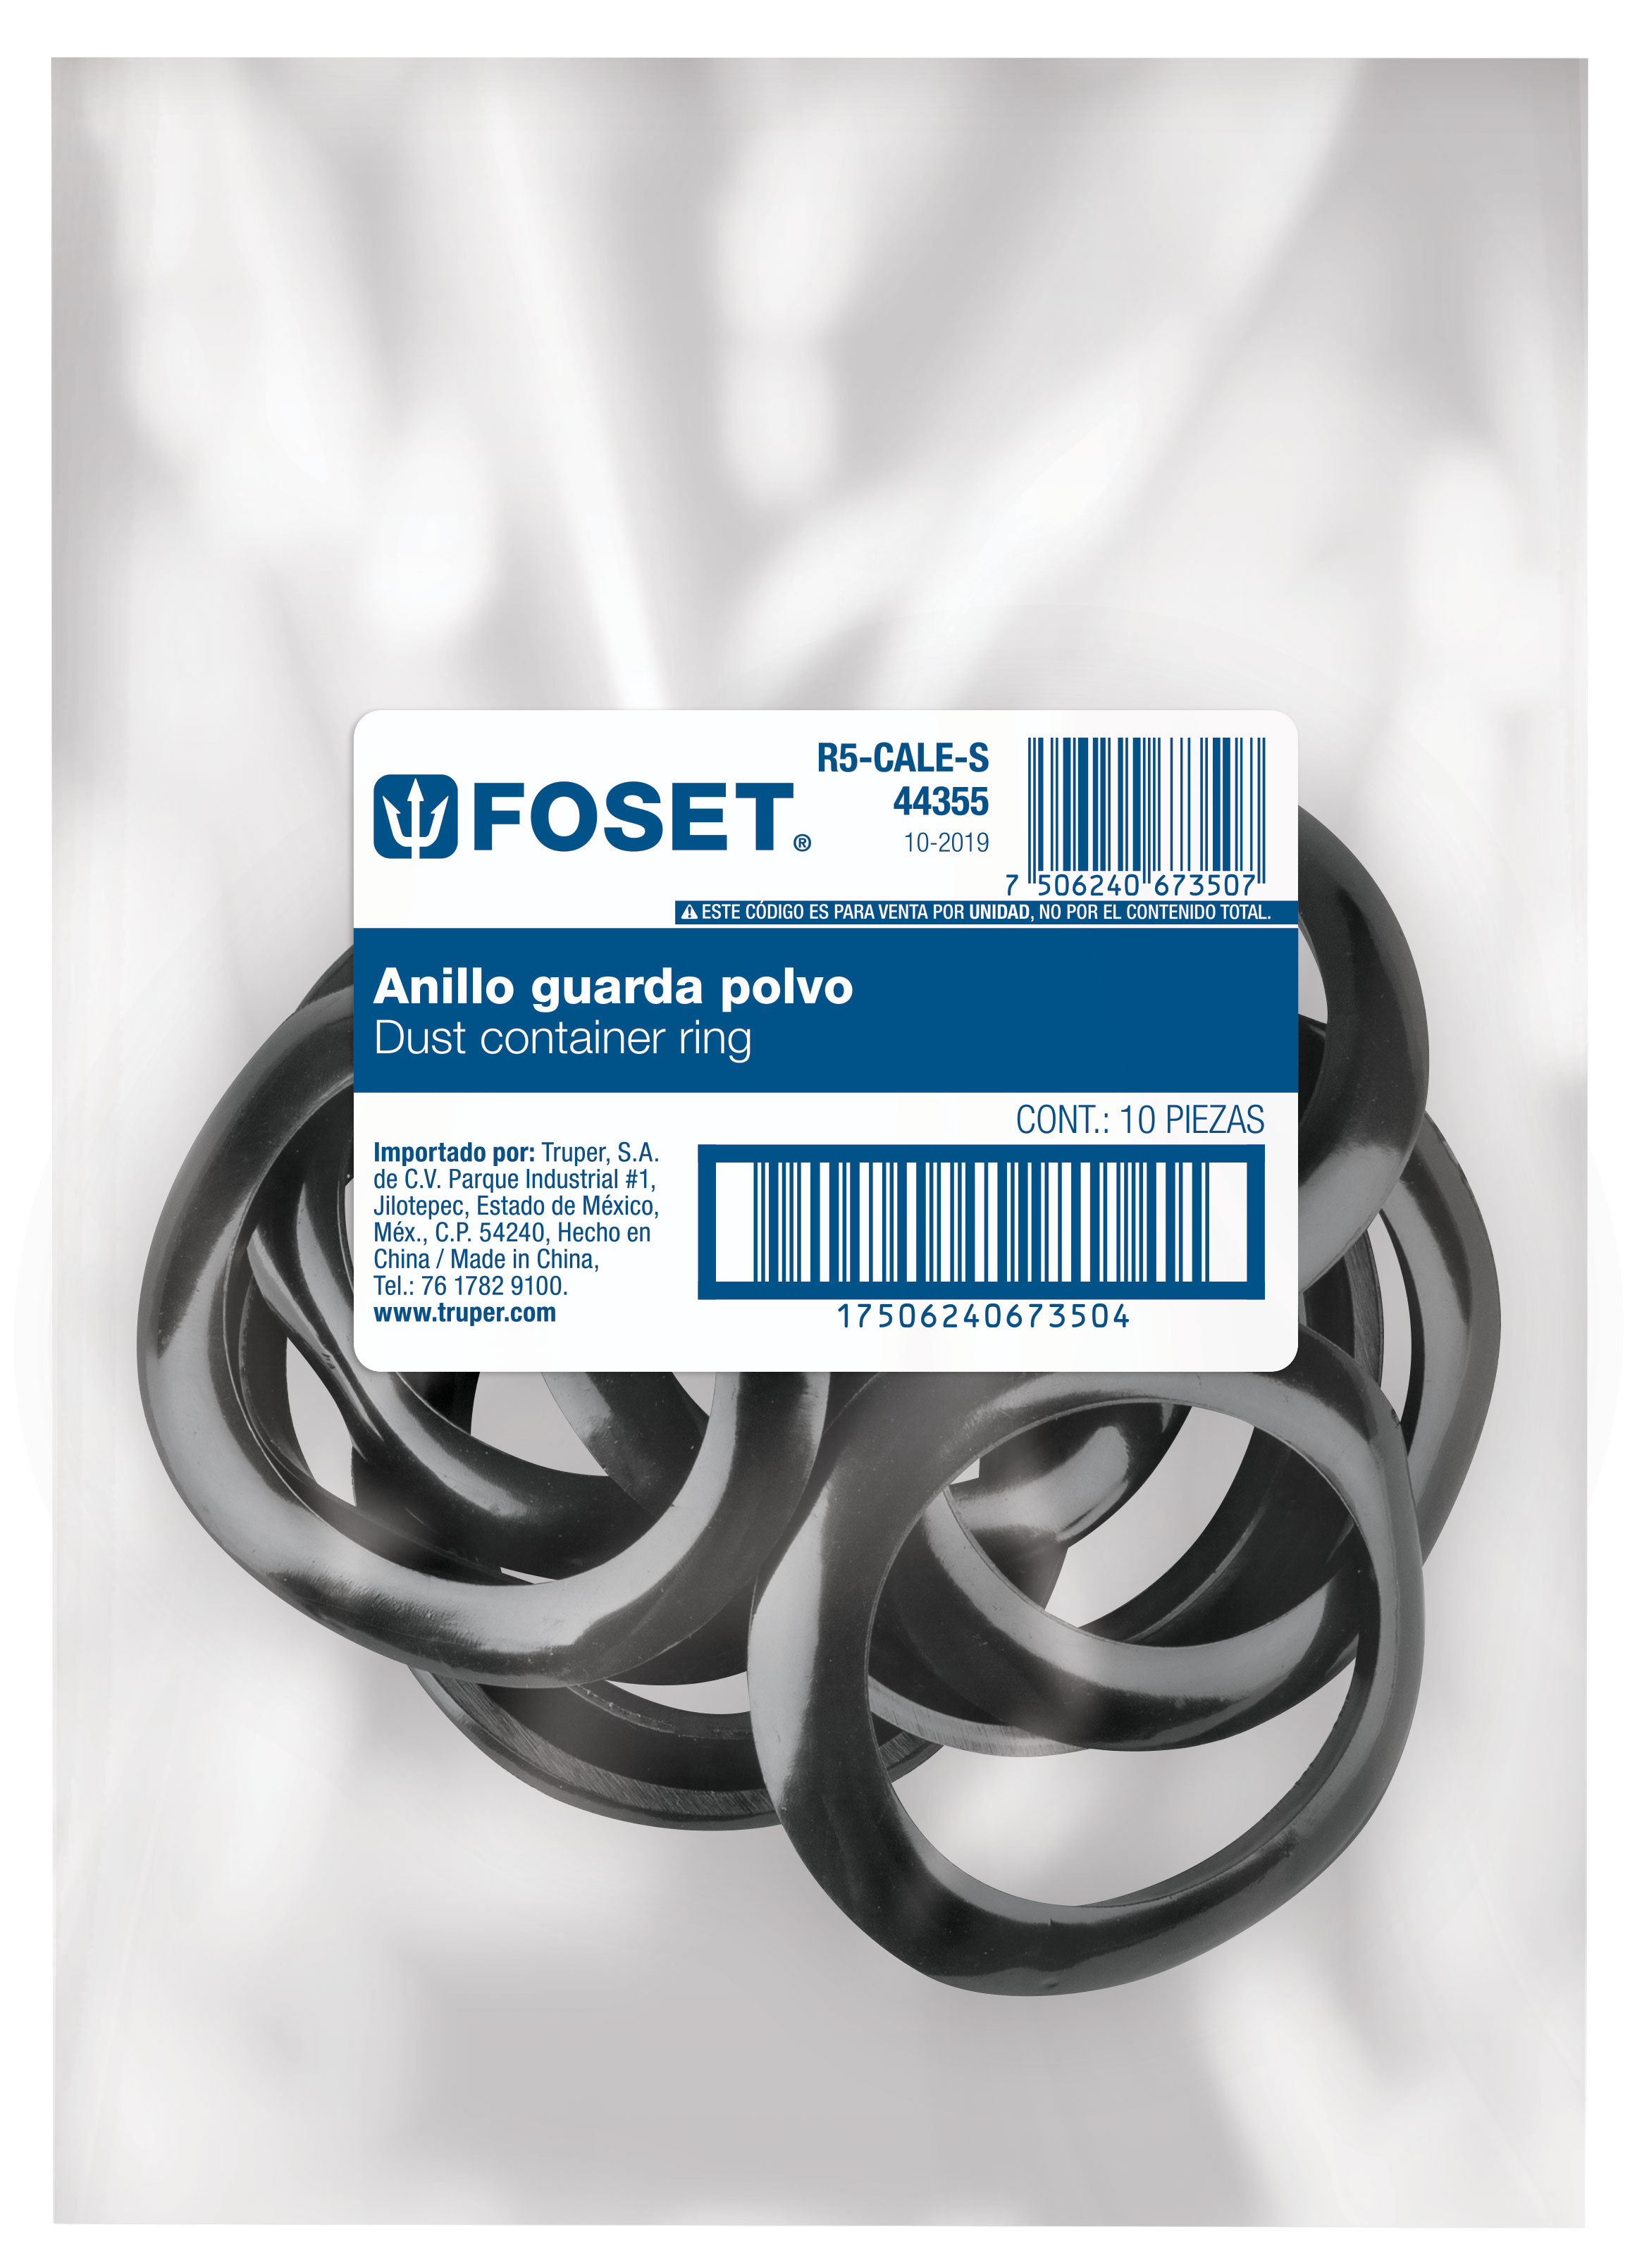 FOSET®
R5-CALE-S
44355
10-2019
7 506240 673507
ESTE CÓDIGO ES PARA VENTA POR UNIDAD, NO POR EL CONTENIDO TOTAL.
Anillo guarda polvo
Dust container ring
CONT.: 10 PIEZAS
Importado por: Truper, S.A.
de C.V. Parque Industrial #1,
Jilotepec, Estado de México,
Méx., C.P. 54240, Hecho en
China / Made in China,
Tel.: 76 1782 9100.
www.truper.com
17506240673504